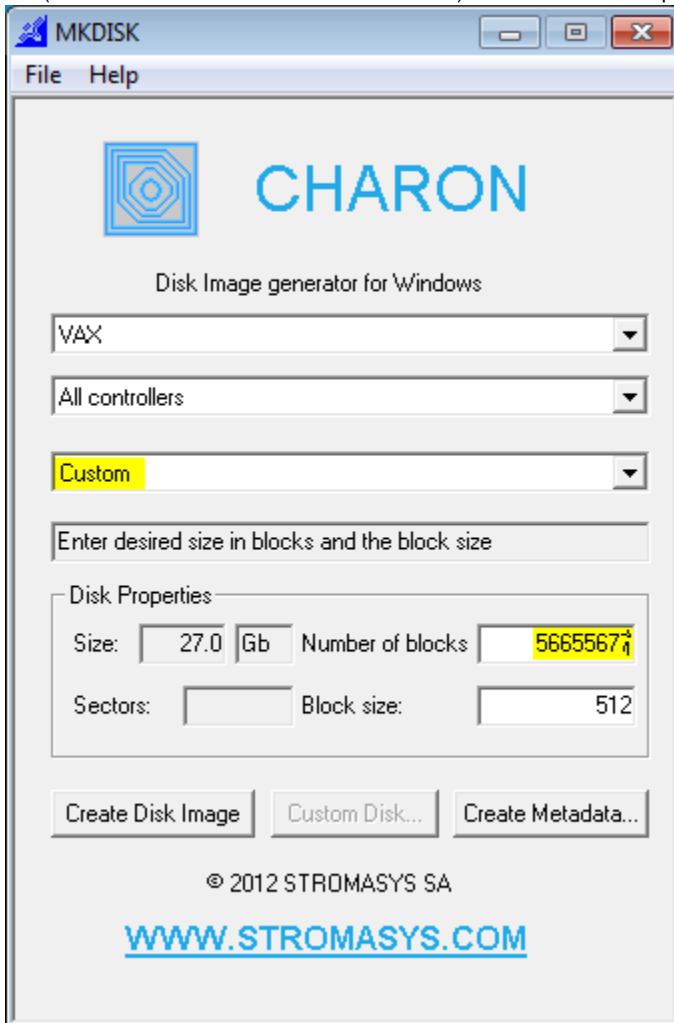 MKDISK
File Help
CHARON
Disk Image generator for Windows
VAX
All controllers
Custom
Enter desired size in blocks and the block size
Disk Properties
Size: 27.0 Gb Number of blocks
Sectors: Block size: 512
Create Disk Image Custom Disk... Create Metadata...
© 2012 STROMASYS SA
WWW.STROMASYS.COM